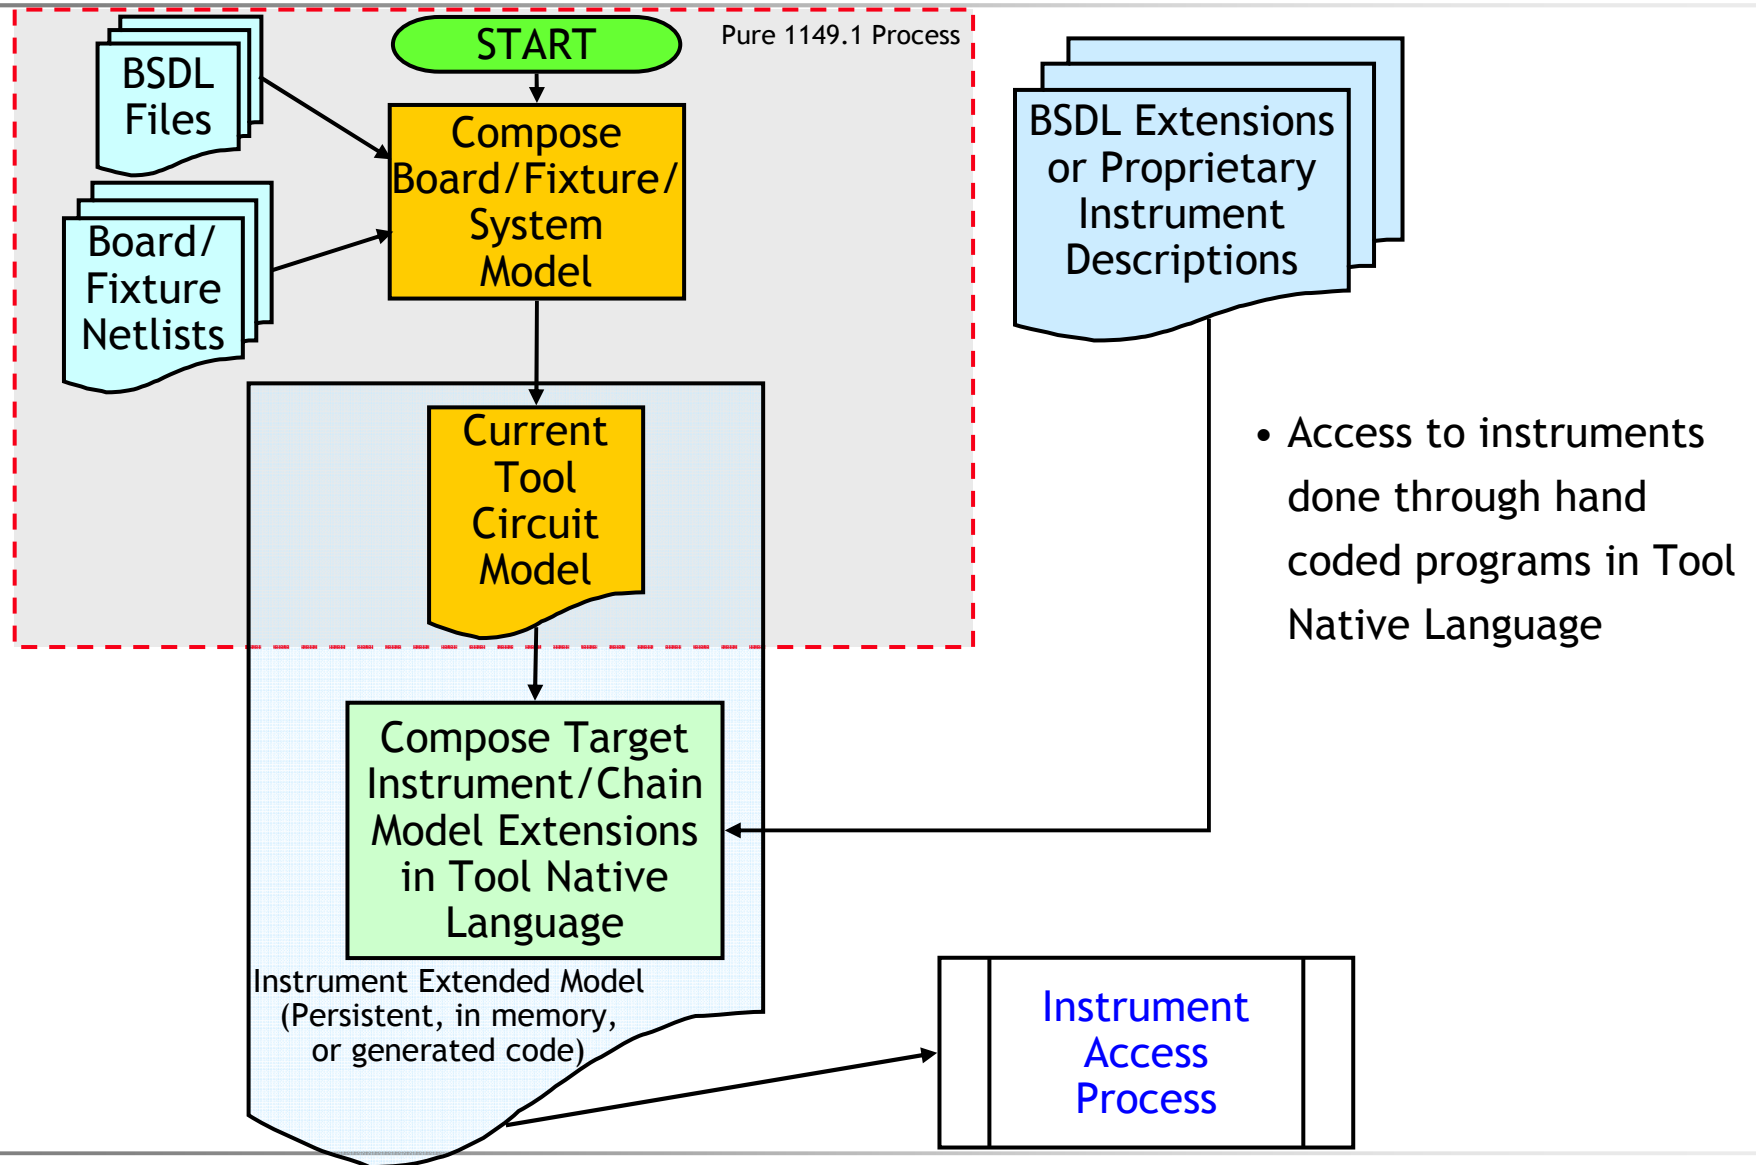 START
Pure 1149.1 Process
BSDL
Files
Compose
Board/Fixture/
System
Model
Board/
Fixture
Netlists
BSDL Extensions
or Proprietary
Instrument
Descriptions
Current
Tool
Circuit
Model
• Access to instruments
done through hand
coded programs in Tool
Native Language
Compose Target
Instrument/Chain
Model Extensions
in Tool Native
Language
Instrument Extended Model
(Persistent, in memory,
or generated code)
Instrument
Access
Process